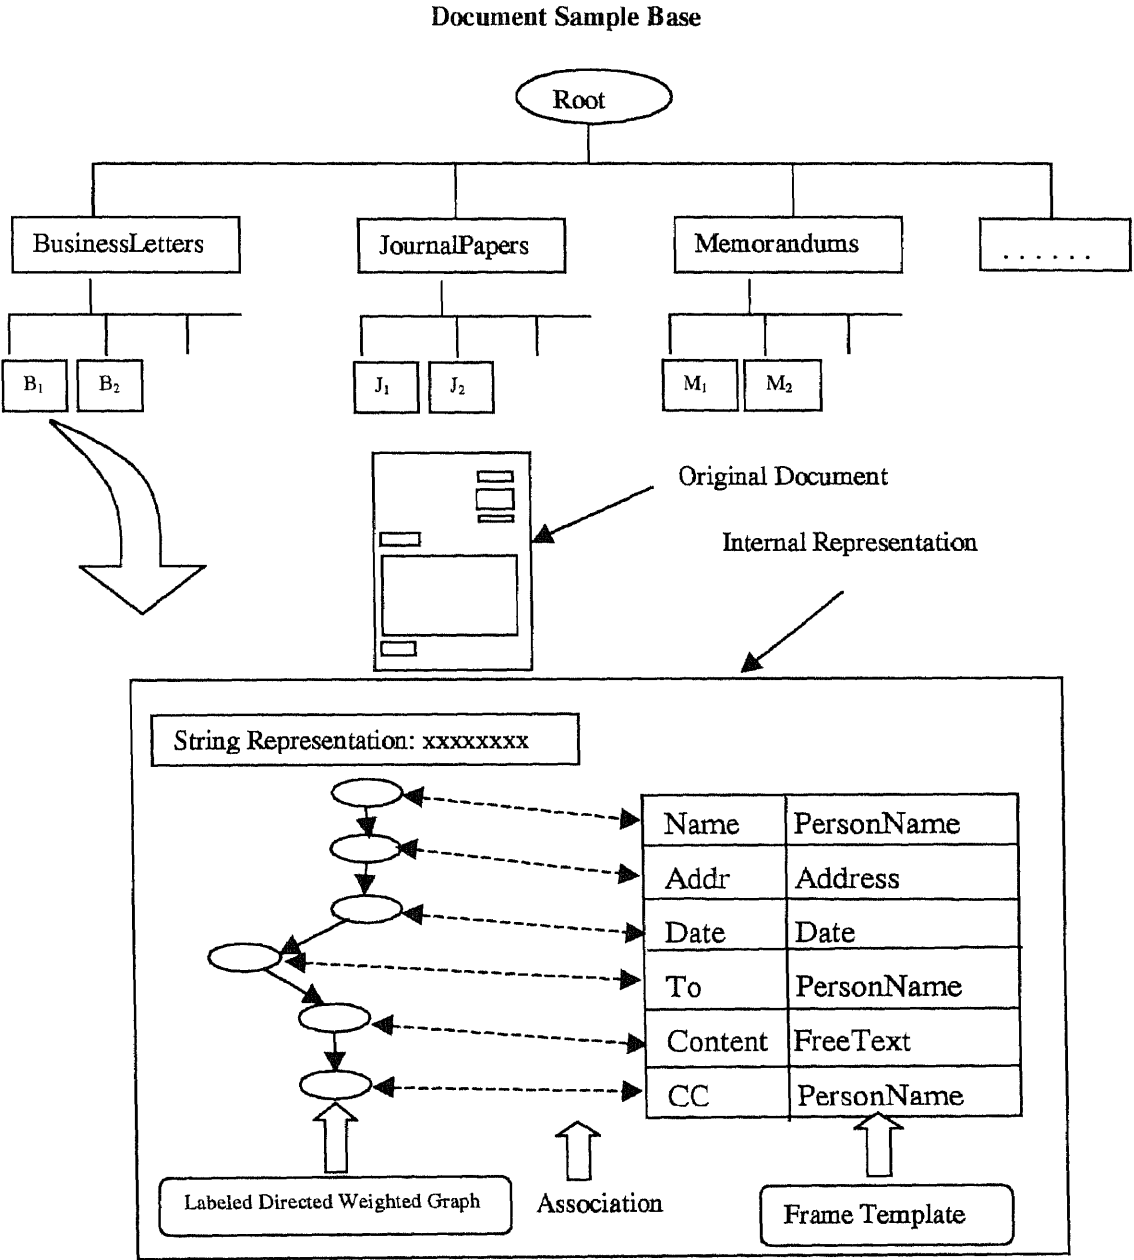 Document Sample Base
Root
BusinessLetters
JournalPapers
Memorandums
. . . . . .
B₁
B₂
J₁
J₂
M₁
M₂
Original Document
Internal Representation
String Representation: xxxxxxxx
Name PersonName
Addr Address
Date Date
To PersonName
Content FreeText
CC PersonName
Labeled Directed Weighted Graph
Association
Frame Template